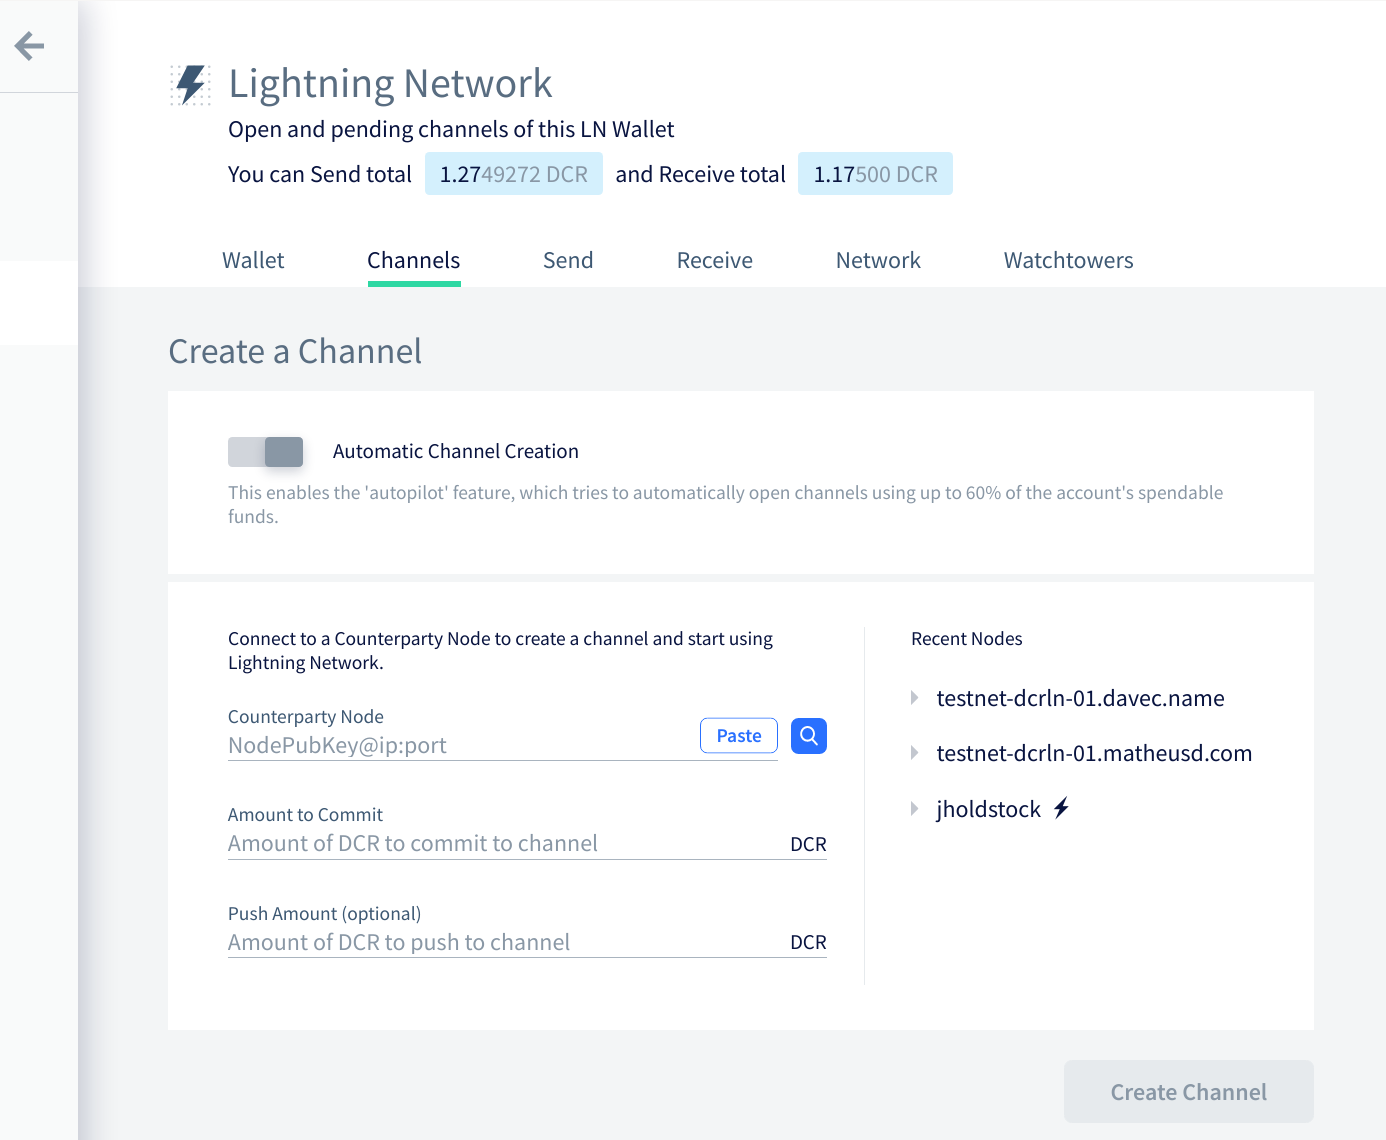 Lightning Network
Open and pending channels of this LN Wallet
You can Send total 1.2749272 DCR and Receive total 1.17500 DCR
Wallet Channels Send Receive Network Watchtowers
Create a Channel
Automatic Channel Creation
This enables the 'autopilot' feature, which tries to automatically open channels using up to 60% of the account's spendable
funds.
Connect to a Counterparty Node to create a channel and start using
Lightning Network.
Counterparty Node
NodePubKey@ip:port
Paste
Amount to Commit
Amount of DCR to commit to channel DCR
Push Amount (optional)
Amount of DCR to push to channel DCR
Recent Nodes
testnet-dcrln-01.davec.name
testnet-dcrln-01.matheusd.com
jholdstock
Create Channel